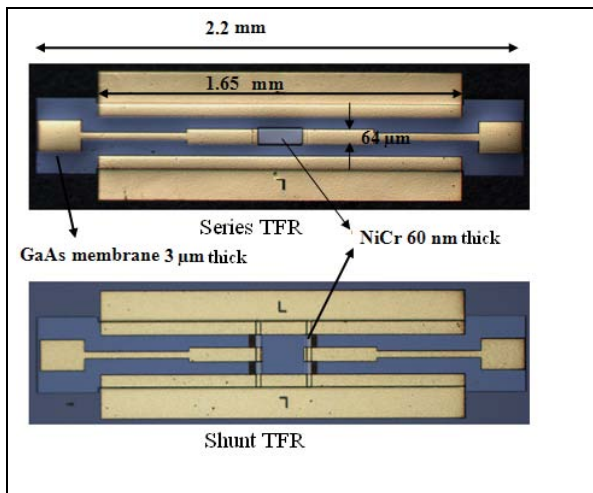 2.2 mm
1.65 mm
64 µm
L
Series TFR
NiCr 60 nm thick
GaAs membrane 3 µm thick
L
L
Shunt TFR